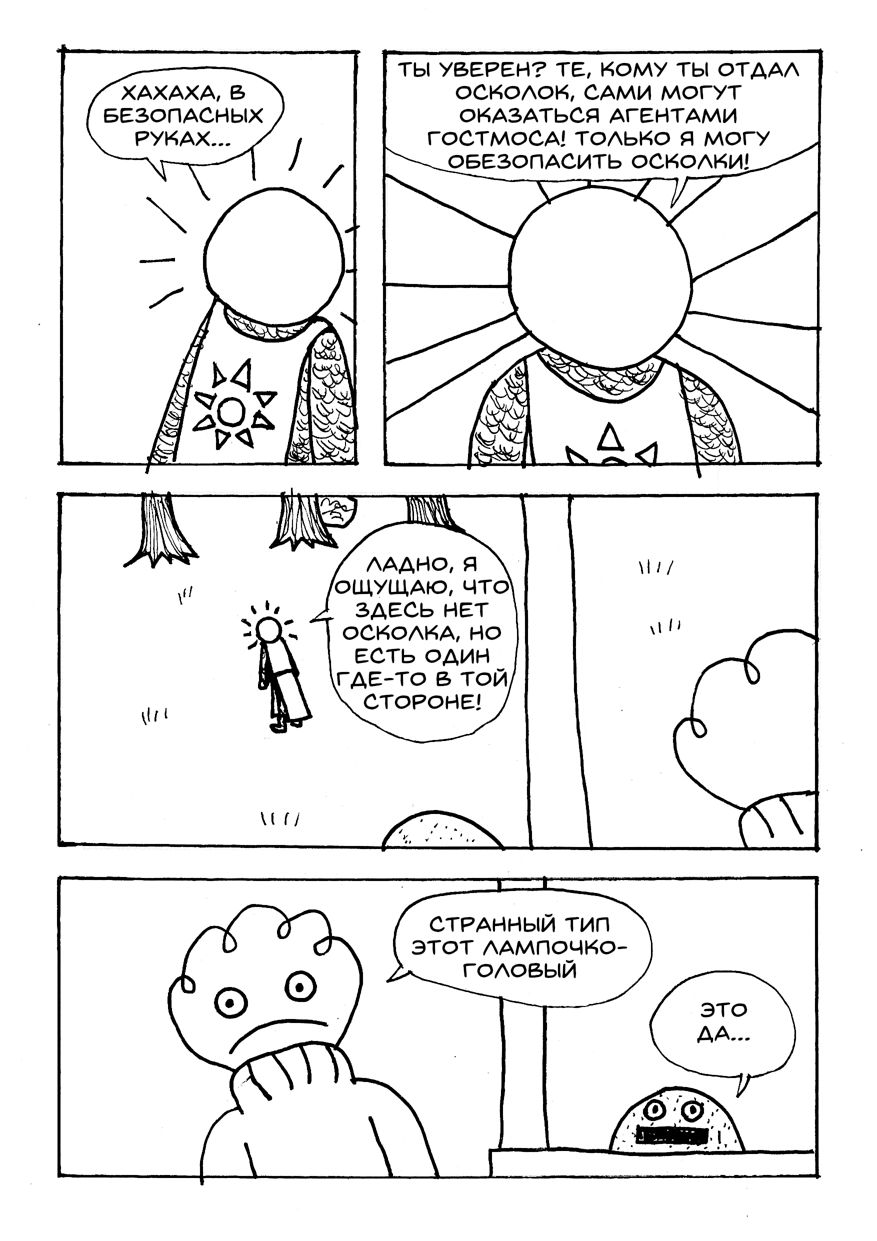 ХАХАХА, В
БЕЗОПАСНЫХ
РУКАХ...
ТЫ УВЕРЕН? ТЕ, КОМУ ТЫ ОТДАЛ
ОСКОЛОК, САМИ МОГУТ
ОКАЗАТЬСЯ АГЕНТАМИ
ГОСТМОСА! ТОЛЬКО Я МОГУ
ОБЕЗОПАСИТЬ ОСКОЛКИ!
ЛАДНО, Я
ОЩУЩАЮ, ЧТО
ЗДЕСЬ НЕТ
ОСКОЛКА, НО
ЕСТЬ ОДИН
ГДЕ-ТО В ТОЙ
СТОРОНЕ!
СТРАННЫЙ ТИП
ЭТОТ ЛАМПОЧКО-
ГОЛОВЫЙ
ЭТО
ДА...